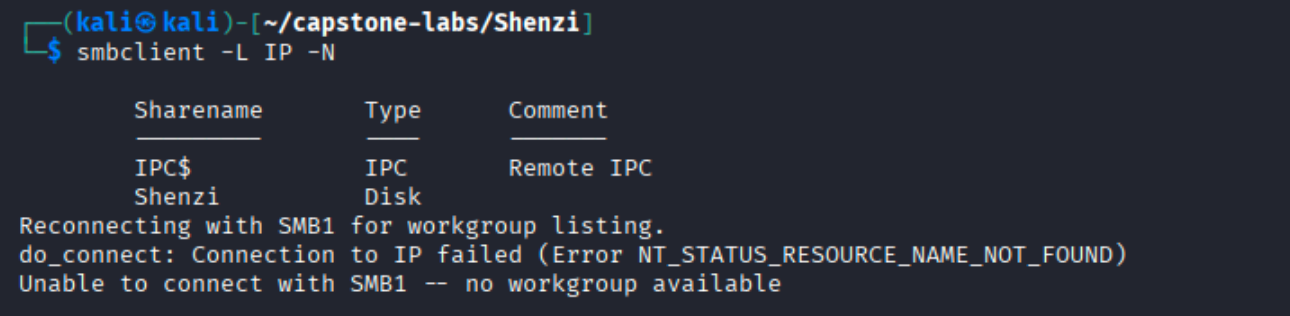 ┌──(kali㉿kali)-[~/capstone-labs/Shenzi]
└─$ smbclient -L IP -N
Sharename Type Comment
--------- ---- -------
IPC$ IPC Remote IPC
Shenzi Disk
Reconnecting with SMB1 for workgroup listing.
do_connect: Connection to IP failed (Error NT_STATUS_RESOURCE_NAME_NOT_FOUND)
Unable to connect with SMB1 -- no workgroup available